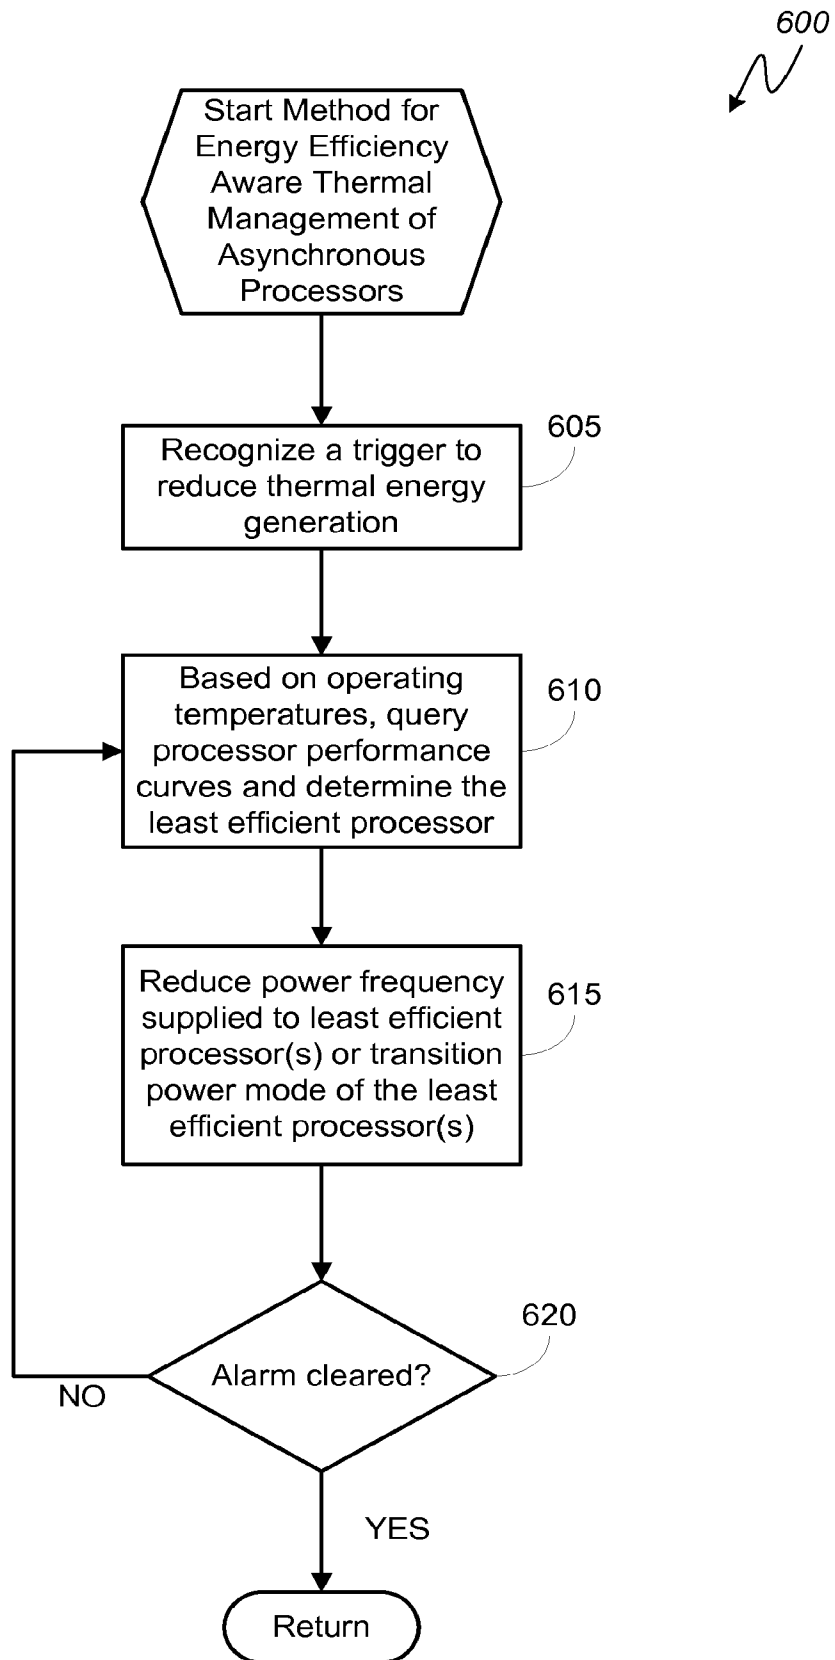 600
Start Method for
Energy Efficiency
Aware Thermal
Management of
Asynchronous
Processors
605
Recognize a trigger to
reduce thermal energy
generation
610
Based on operating
temperatures, query
processor performance
curves and determine the
least efficient processor
615
Reduce power frequency
supplied to least efficient
processor(s) or transition
power mode of the least
efficient processor(s)
620
Alarm cleared?
NO
YES
Return